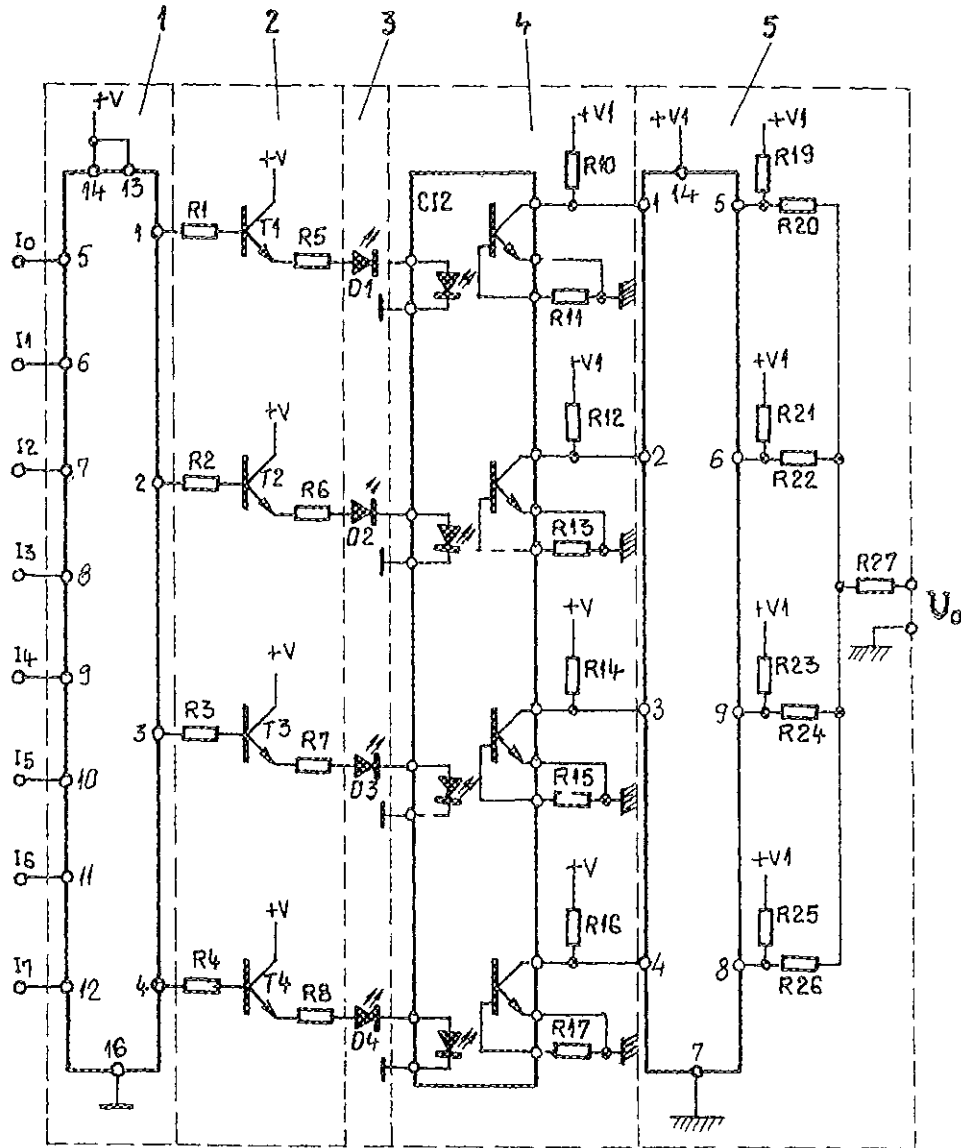 1 2 3 4 5
+V +V1 +V1 +V1
14 13 +V R10 14 R19
I0 5 1 R1 T1 R5 D1 CI2 1 5 R20
R11
I1 6 +V1 +V1
+V R12 R21
I2 7 2 R2 T2 R6 D2 2 6 R22
R13
I3 8 R27 U0
+V +V1
I4 9 +V R14 R23
3 R3 T3 R7 D3 3 9 R24
I5 10 R15
I6 11 +V +V1
+V R16 R25
I7 12 4 R4 T4 R8 D4 4 8 R26
R17
16 7